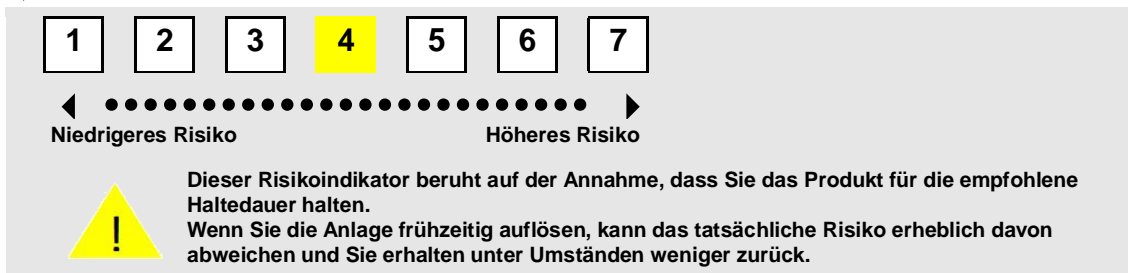 1 2 3 4 5 6 7
Niedrigeres Risiko Höheres Risiko
Dieser Risikoindikator beruht auf der Annahme, dass Sie das Produkt für die empfohlene
Haltedauer halten.
Wenn Sie die Anlage frühzeitig auflösen, kann das tatsächliche Risiko erheblich davon
abweichen und Sie erhalten unter Umständen weniger zurück.
!